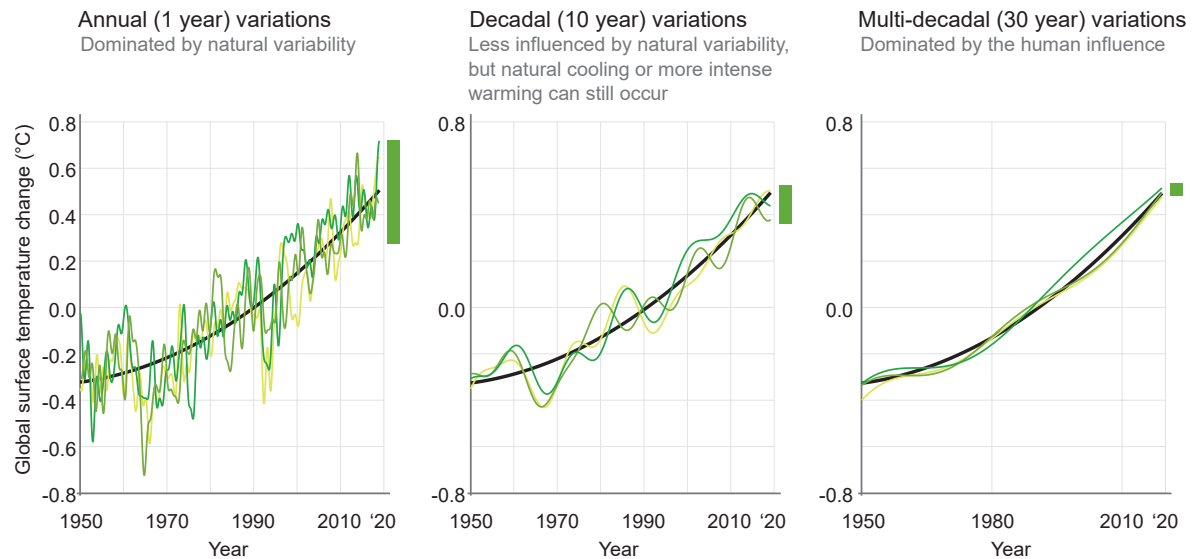 Annual (1 year) variations
Dominated by natural variability
Global surface temperature change (°C)
0.8
0.6
0.4
0.2
0.0
-0.2
-0.4
-0.6
-0.8
1950 1970 1990 2010 '20
Year
Decadal (10 year) variations
Less influenced by natural variability,
but natural cooling or more intense
warming can still occur
0.8
0.0
-0.8
1950 1970 1990 2010 '20
Year
Multi-decadal (30 year) variations
Dominated by the human influence
0.8
0.0
-0.8
1950 1980 2010 '20
Year